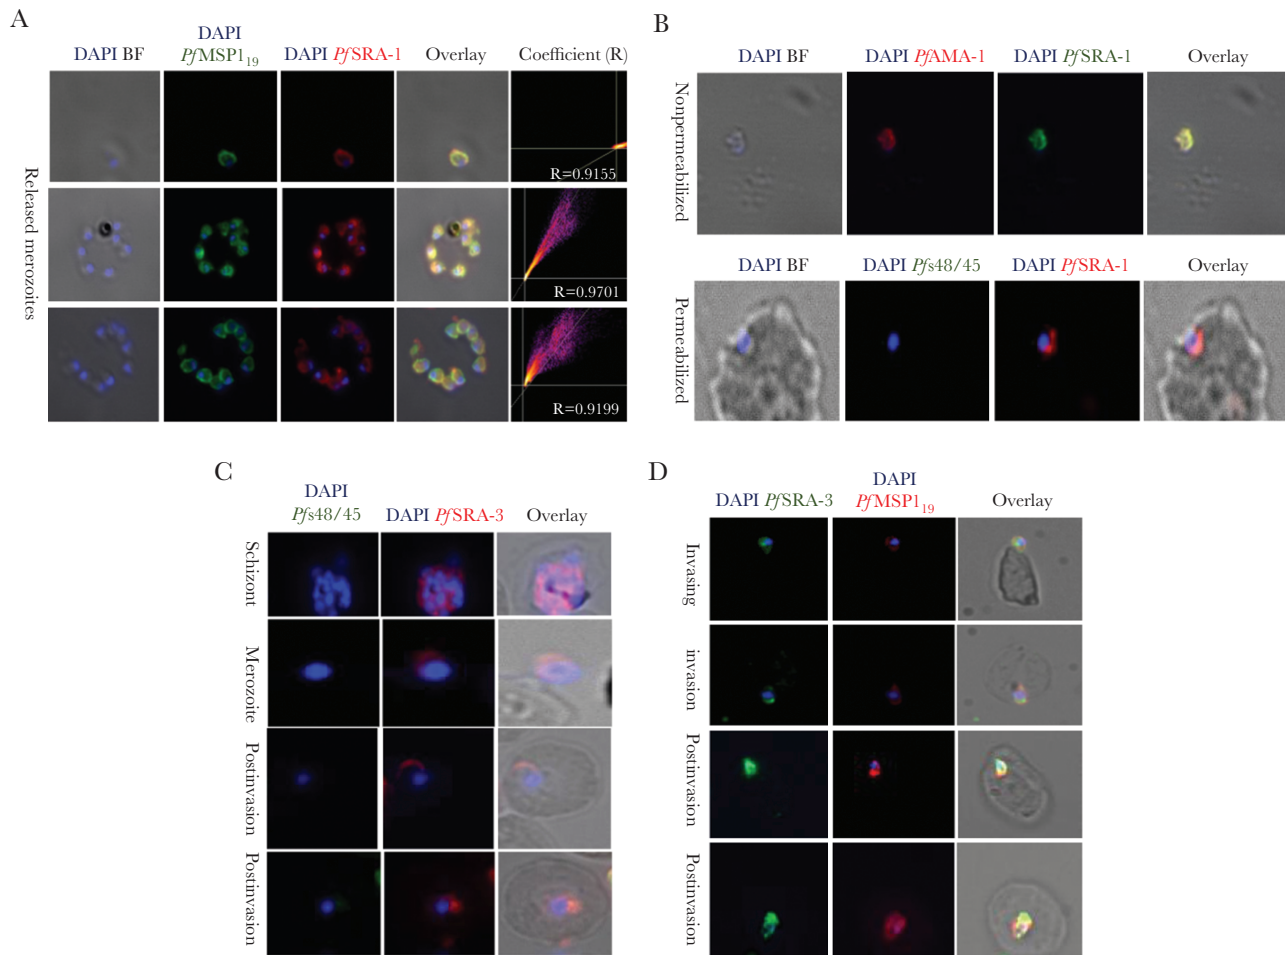 A
DAPI BF
DAPI
PfMSP1₁₉
DAPI PfSRA-1
Overlay
Coefficient (R)
Released merozoites
R=0.9155
R=0.9701
R=0.9199
B
DAPI BF
DAPI PfAMA-1
DAPI PfSRA-1
Overlay
Nonpermeabilized
DAPI BF
DAPI Pfs48/45
DAPI PfSRA-1
Overlay
Permeabilized
C
DAPI
Pfs48/45
DAPI PfSRA-3
Overlay
Schizont
Merozoite
Postinvasion
Postinvasion
D
DAPI PfSRA-3
DAPI
PfMSP1₁₉
Overlay
Invasing
invasion
Postinvasion
Postinvasion